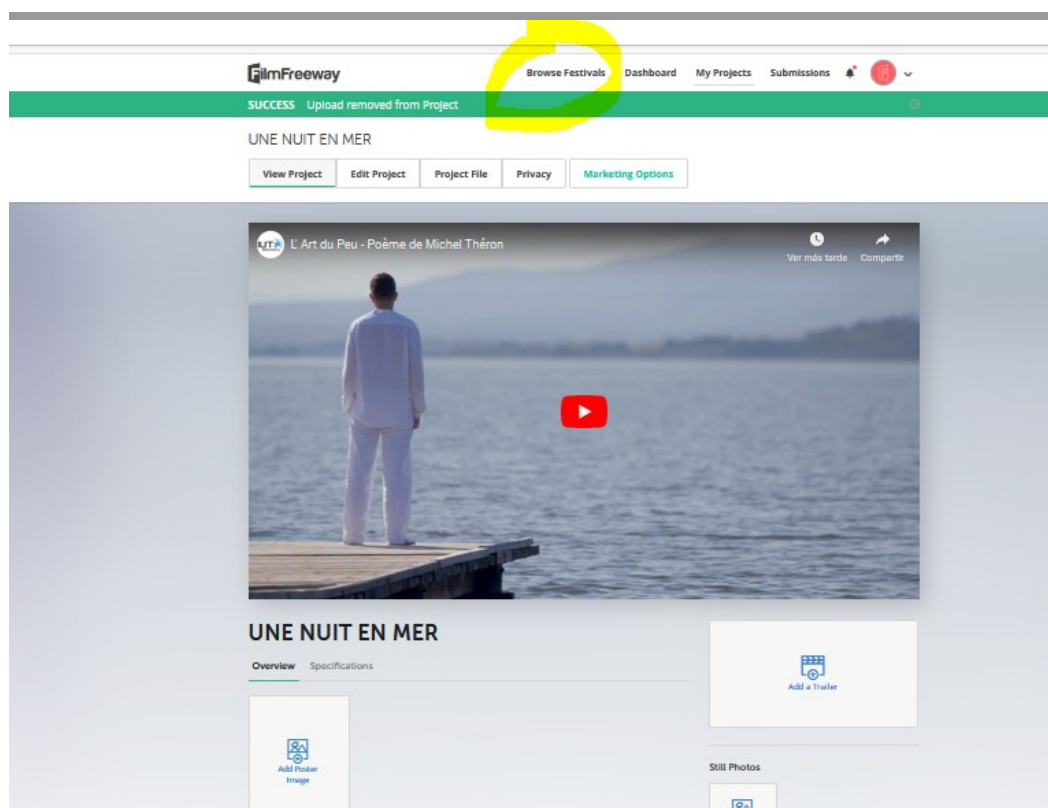 FilmFreeway
Browse Festivals Dashboard My Projects Submissions
SUCCESS Upload removed from Project
UNE NUIT EN MER
View Project Edit Project Project File Privacy Marketing Options
L' Art du Peu - Poème de Michel Théron
Ver más tarde Compartir
UNE NUIT EN MER
Overview Specifications
Add a Trailer
Add Poster
Image
Still Photos